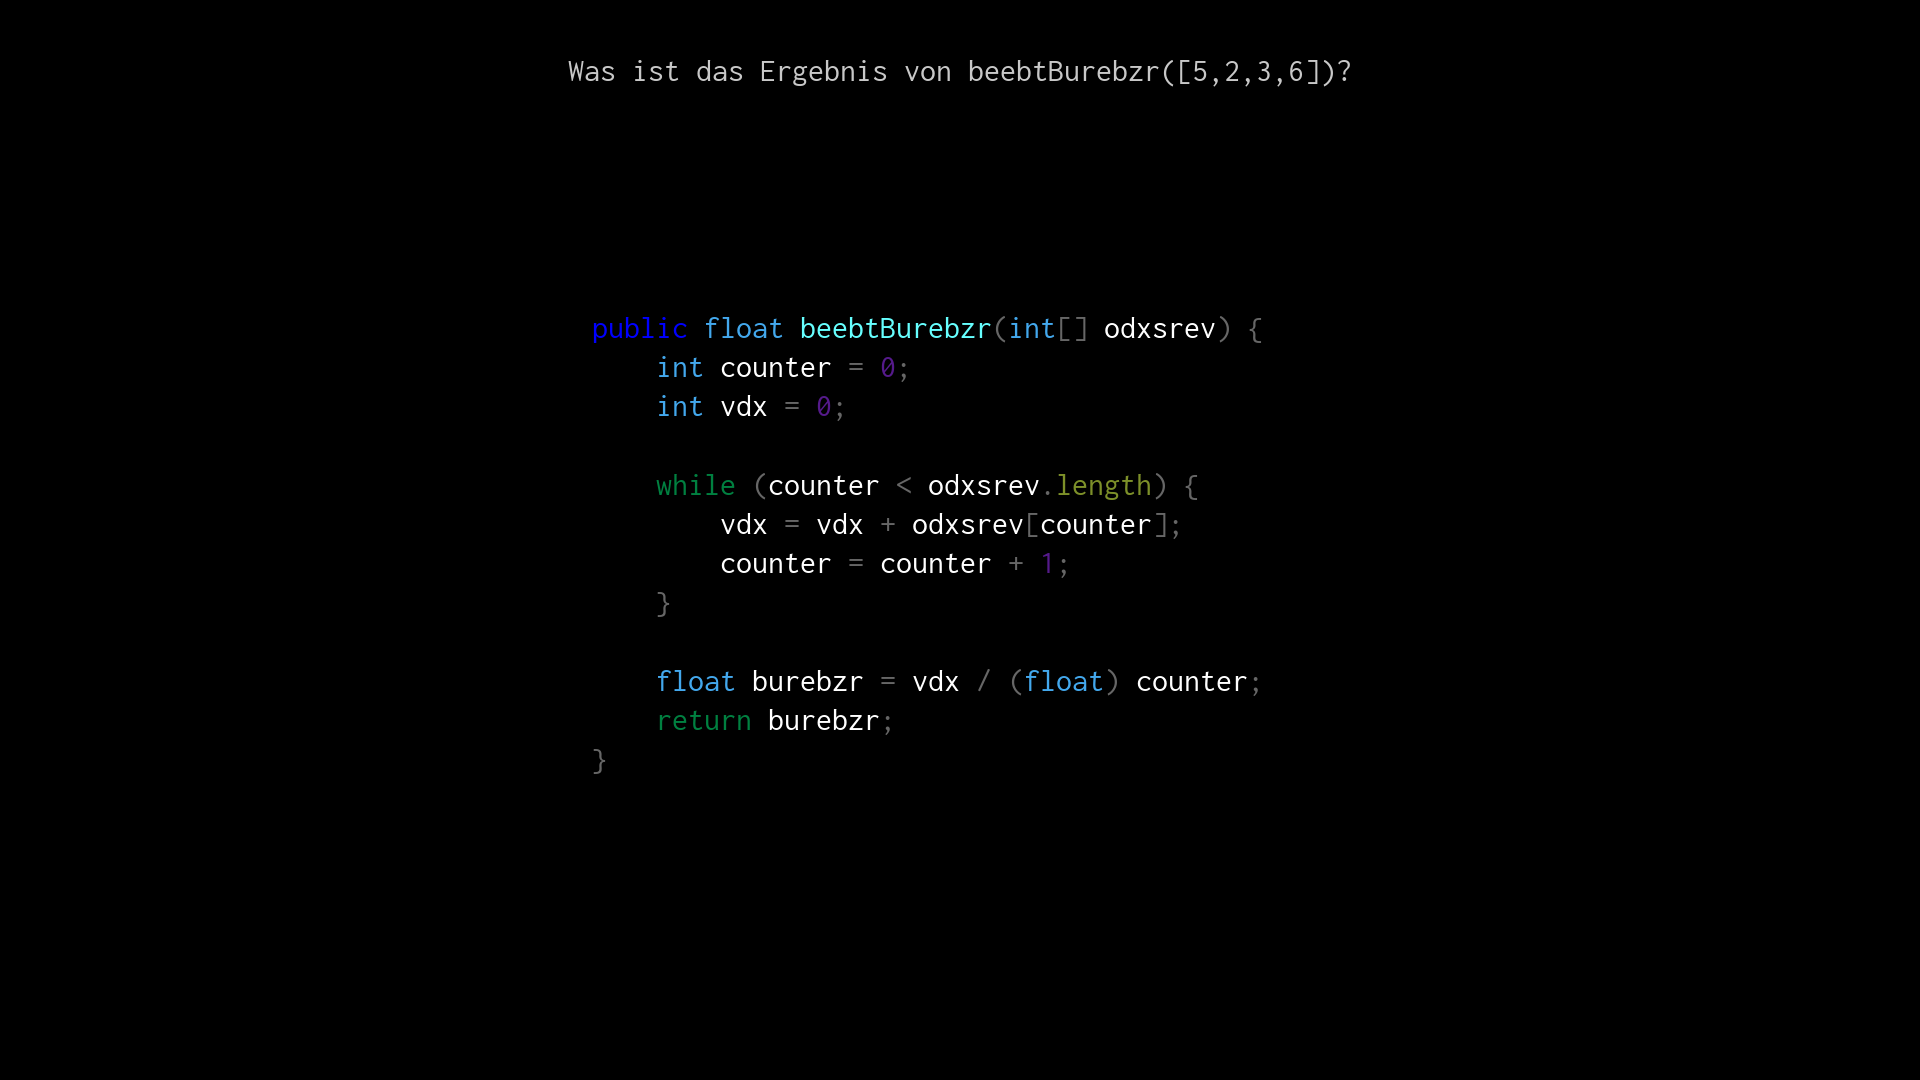 Was ist das Ergebnis von beebtBurebzr([5,2,3,6])?
public float beebtBurebzr(int[] odxsrev) {
    int counter = 0;
    int vdx = 0;

    while (counter < odxsrev.length) {
        vdx = vdx + odxsrev[counter];
        counter = counter + 1;
    }

    float burebzr = vdx / (float) counter;
    return burebzr;
}